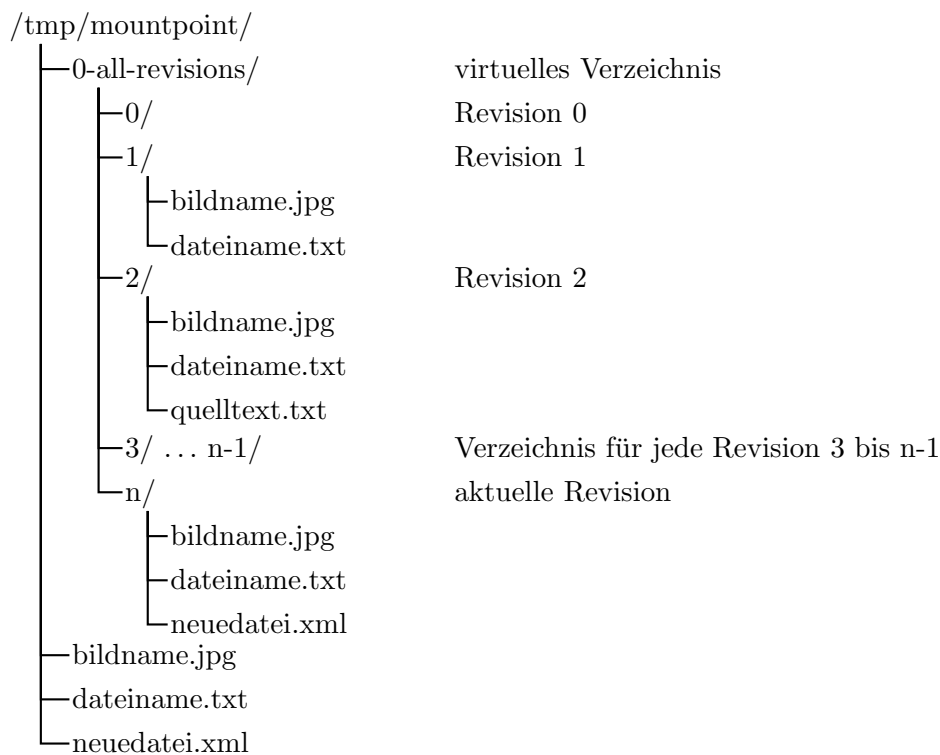 /tmp/mountpoint/
0-all-revisions/ virtuelles Verzeichnis
0/ Revision 0
1/ Revision 1
bildname.jpg
dateiname.txt
2/ Revision 2
bildname.jpg
dateiname.txt
quelltext.txt
3/ ... n-1/ Verzeichnis für jede Revision 3 bis n-1
n/ aktuelle Revision
bildname.jpg
dateiname.txt
neuedatei.xml
bildname.jpg
dateiname.txt
neuedatei.xml